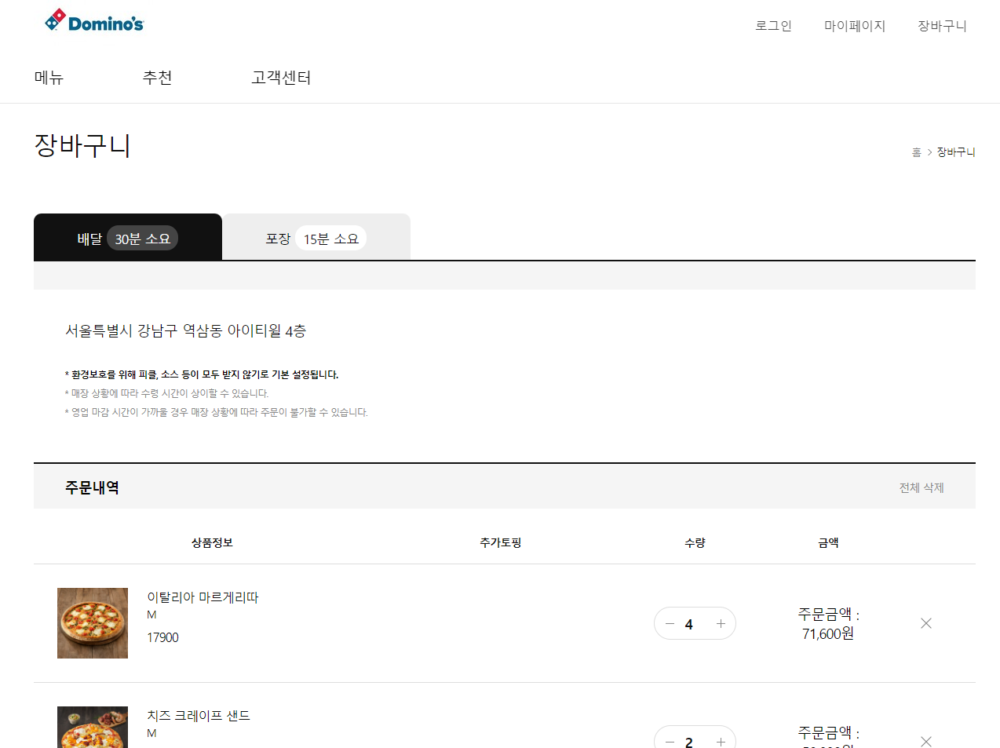 Domino's
로그인 마이페이지 장바구니
메뉴 추천 고객센터
장바구니
홈 > 장바구니
배달 30분 소요 포장 15분 소요
서울특별시 강남구 역삼동 아이티윌 4층
* 환경보호를 위해 피클, 소스 등이 모두 받지 않기로 기본 설정됩니다.
* 매장 상황에 따라 수령 시간이 상이할 수 있습니다.
* 영업 마감 시간이 가까울 경우 매장 상황에 따라 주문이 불가할 수 있습니다.
주문내역 전체 삭제
상품정보 추가토핑 수량 금액
이탈리아 마르게리따
M
17900
4
주문금액 :
71,600원
치즈 크레이프 샌드
M
2
주문금액 :